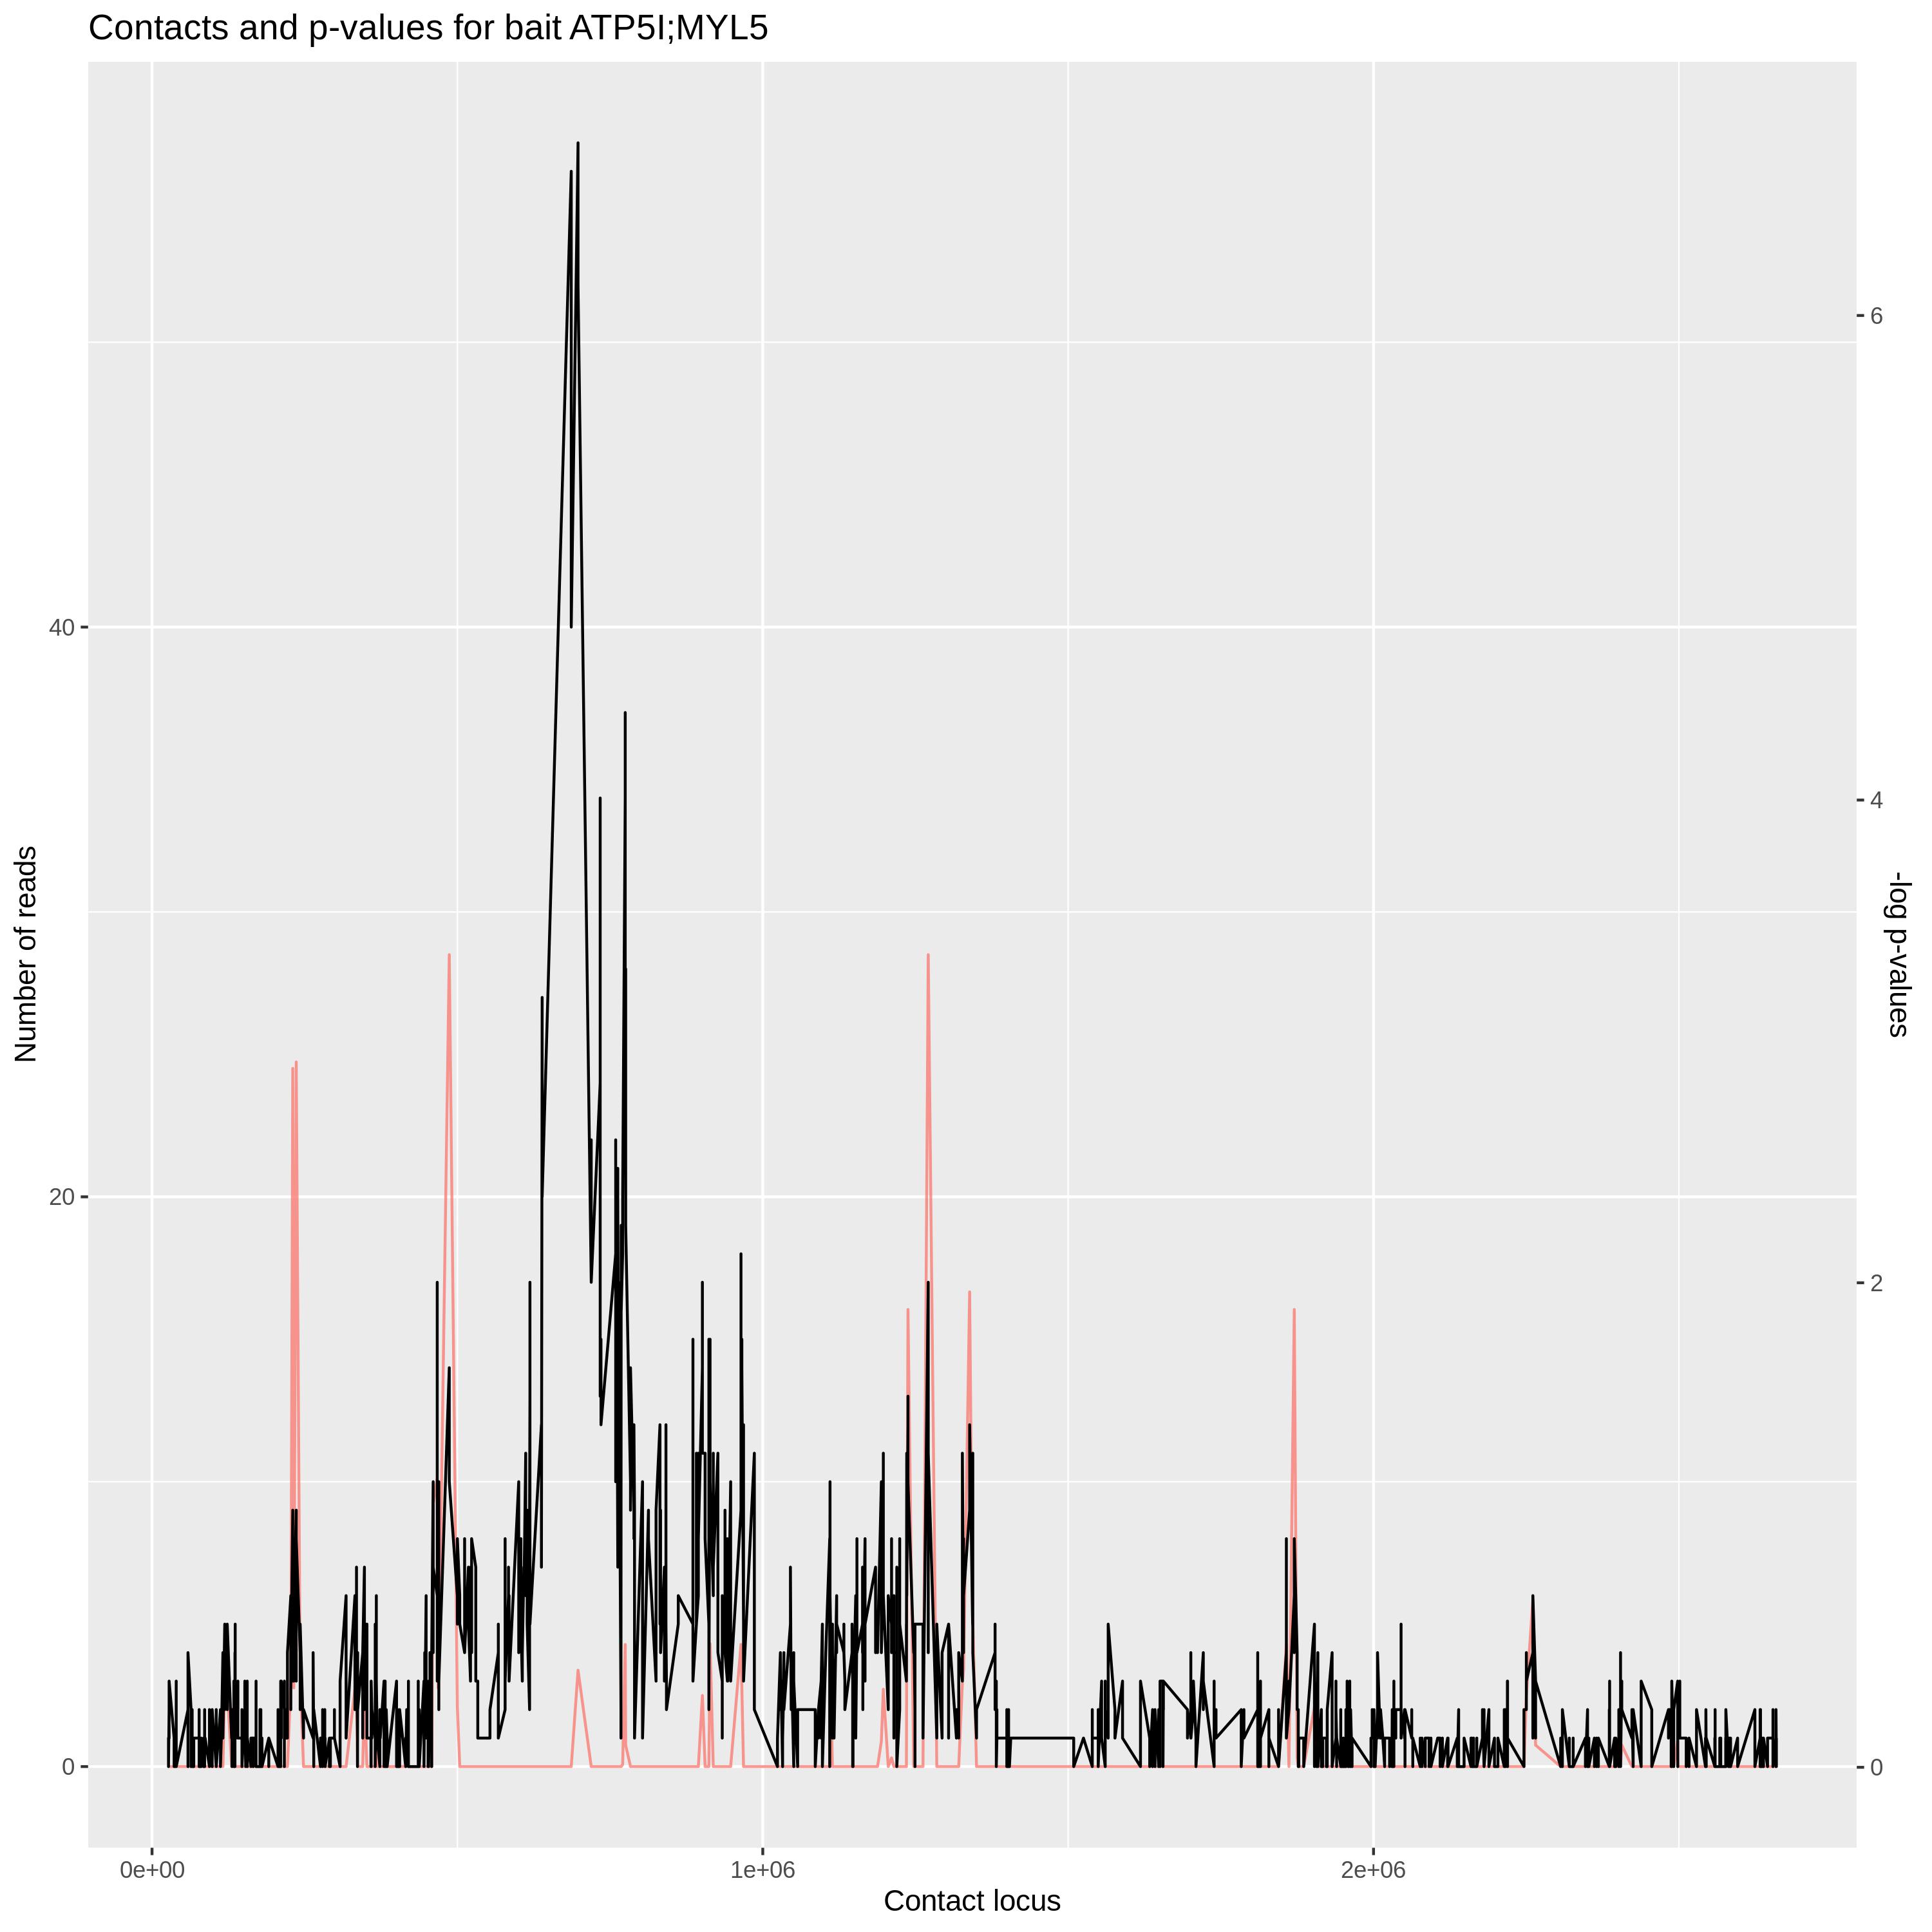 Contacts and p-values for bait ATP5I;MYL5
Number of reads
40
20
0
6
4
2
0
-log p-values
0e+00
1e+06
2e+06
Contact locus